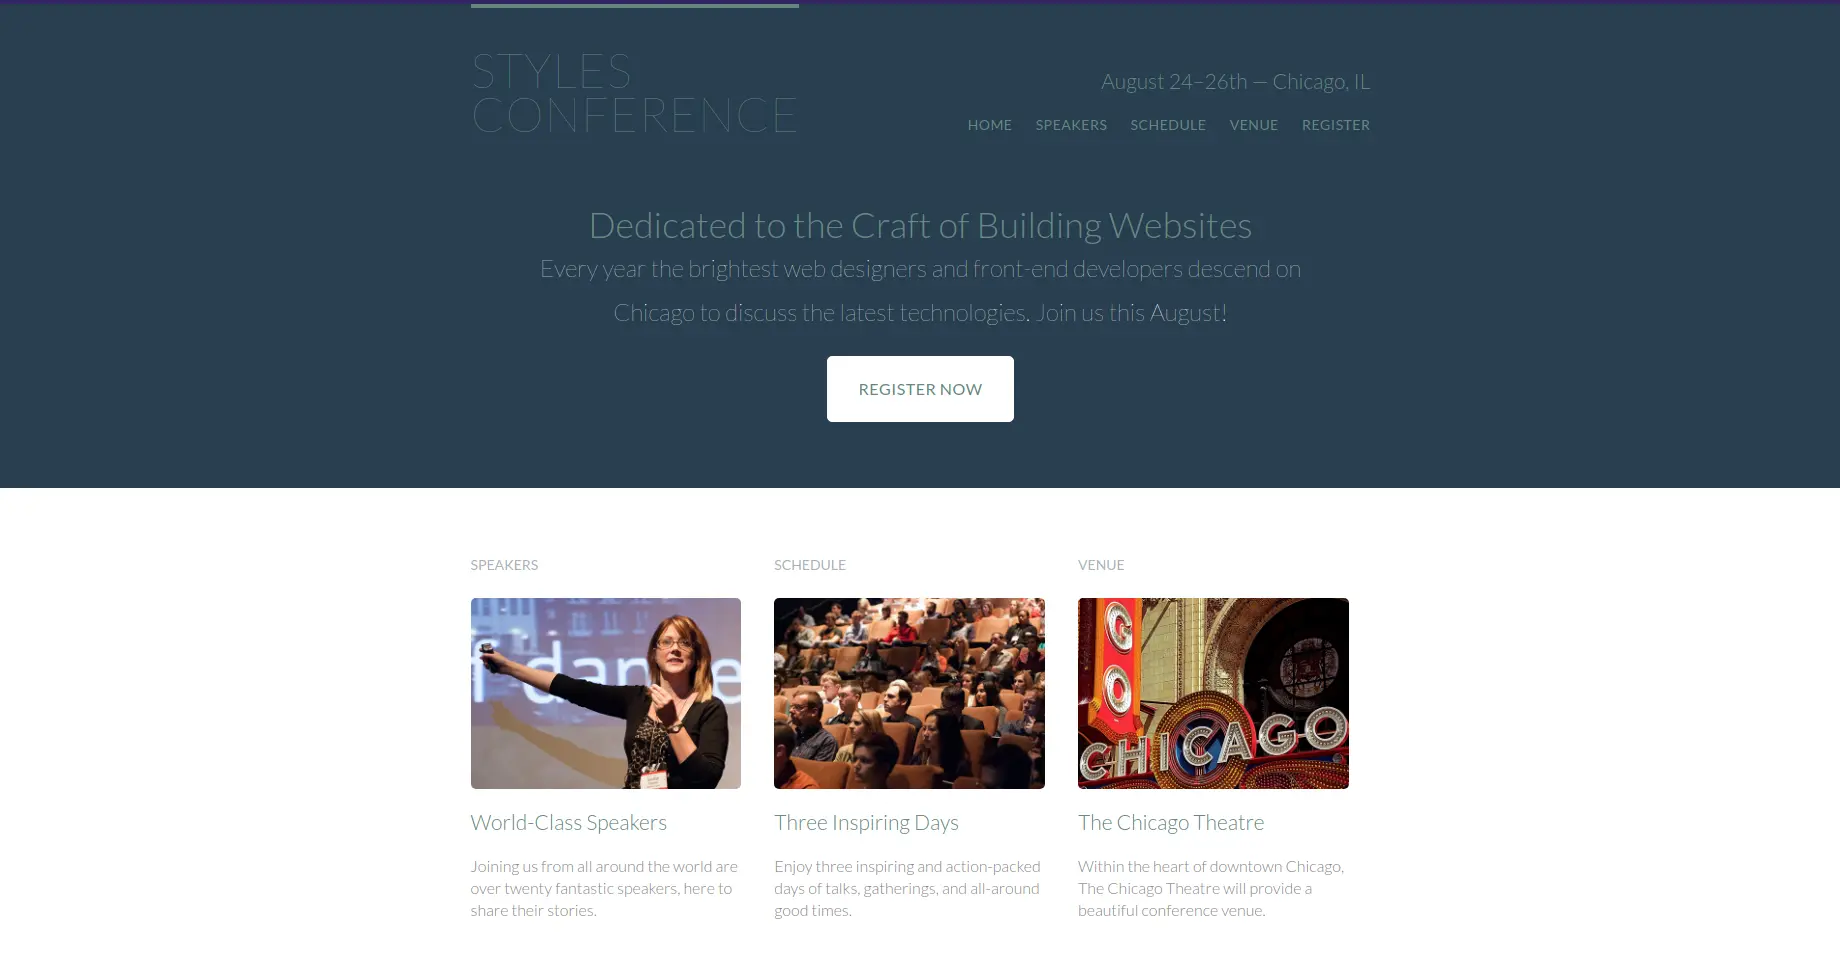 STYLES
CONFERENCE
August 24–26th — Chicago, IL
HOME SPEAKERS SCHEDULE VENUE REGISTER
Dedicated to the Craft of Building Websites
Every year the brightest web designers and front-end developers descend on
Chicago to discuss the latest technologies. Join us this August!
REGISTER NOW
SPEAKERS
f dan e
World-Class Speakers
Joining us from all around the world are
over twenty fantastic speakers, here to
share their stories.
SCHEDULE
Three Inspiring Days
Enjoy three inspiring and action-packed
days of talks, gatherings, and all-around
good times.
VENUE
GO
CHICAGO
The Chicago Theatre
Within the heart of downtown Chicago,
The Chicago Theatre will provide a
beautiful conference venue.